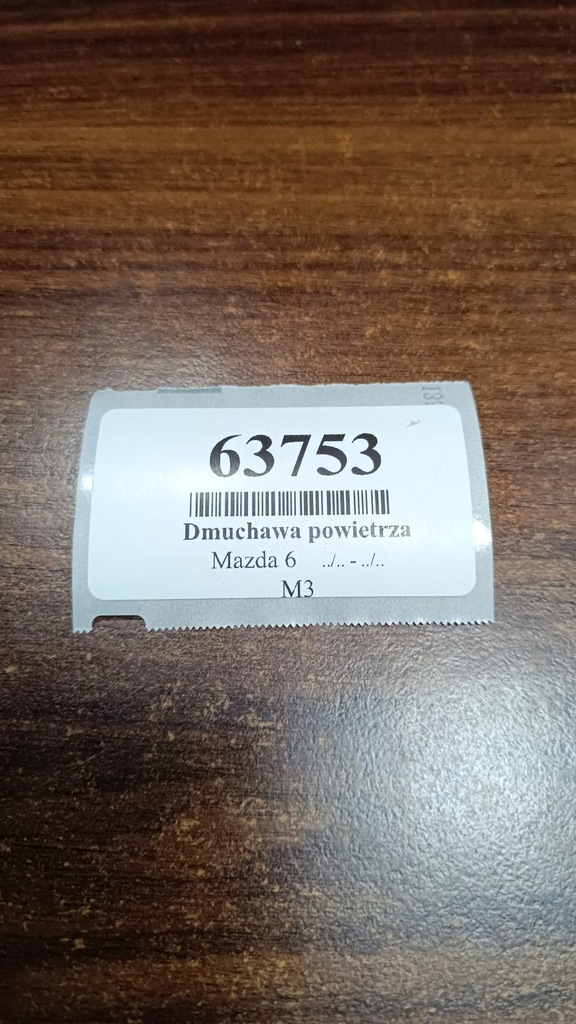 63753
Dmuchawa powietrza
Mazda 6 ../.. - ../..
M3